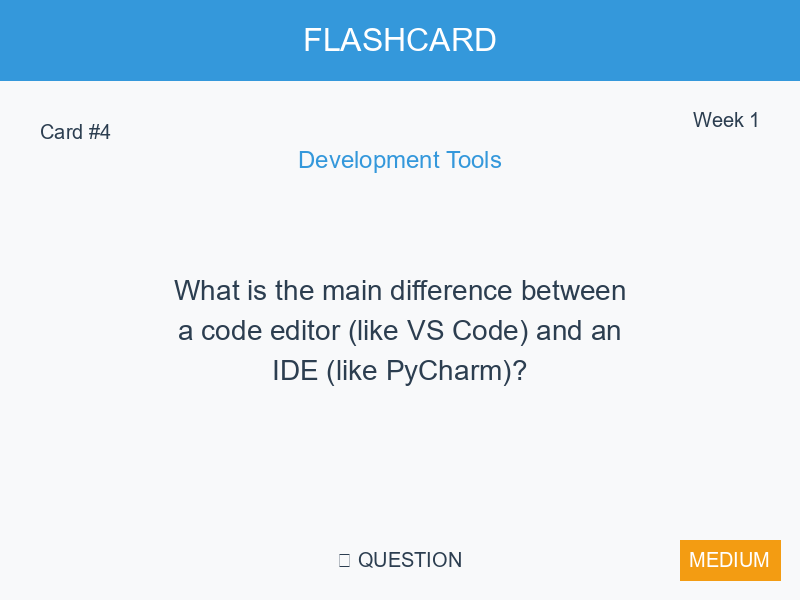 FLASHCARD
Card #4
Week 1
Development Tools
What is the main difference between
a code editor (like VS Code) and an
IDE (like PyCharm)?
QUESTION
MEDIUM